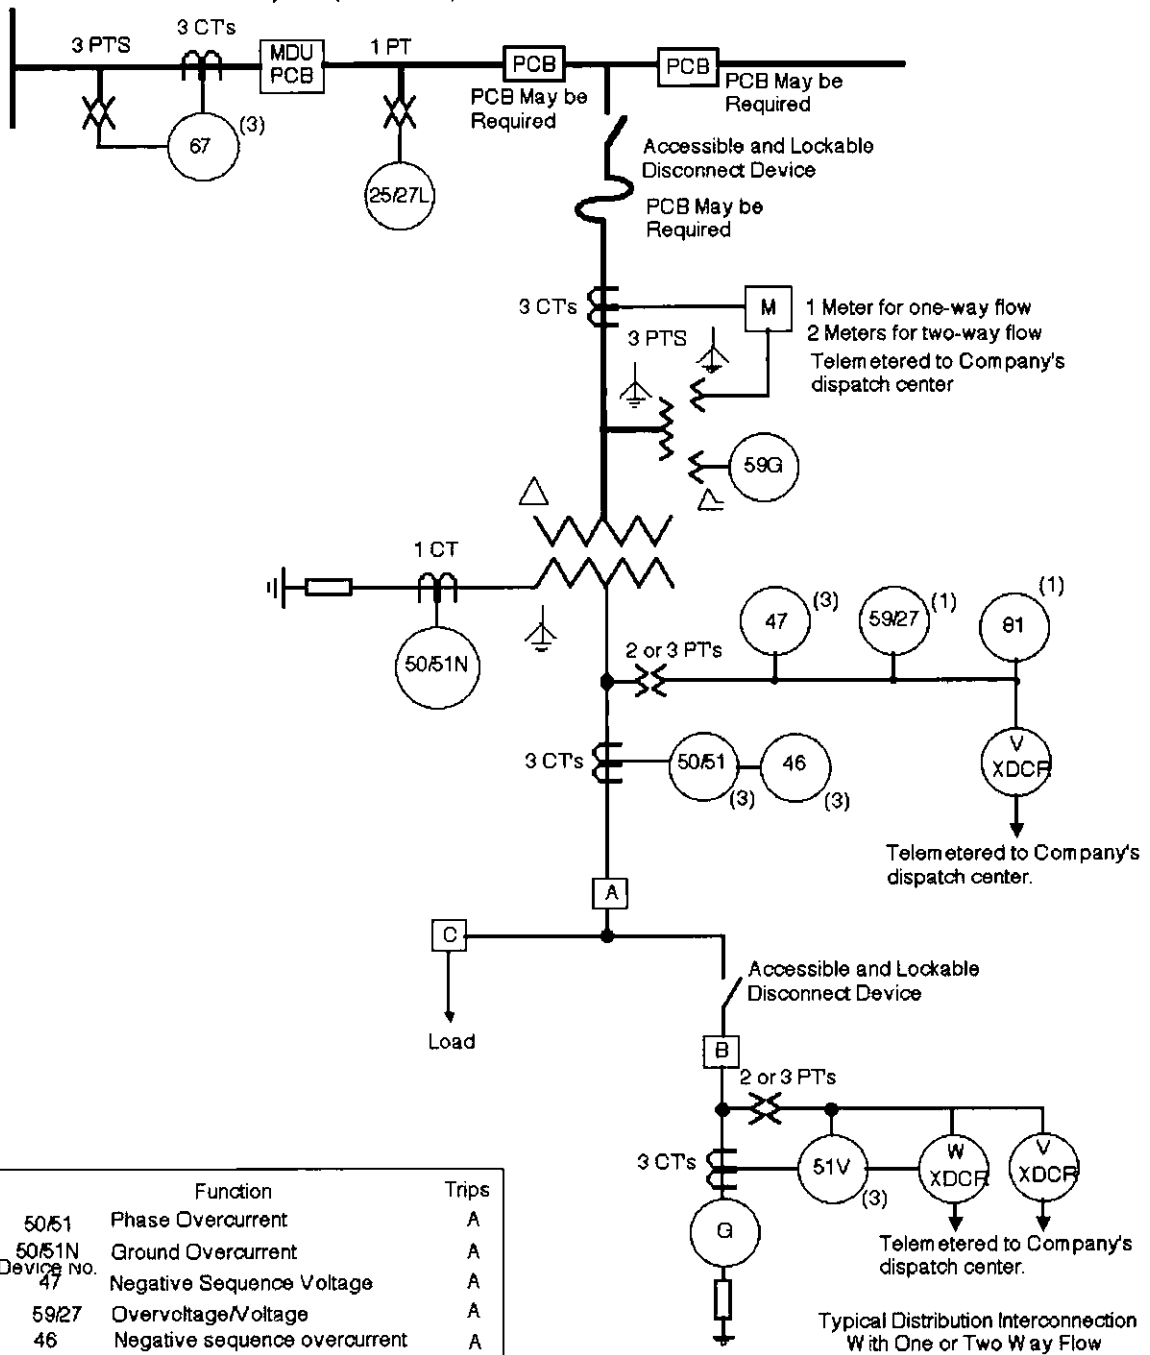 3 CT's
3 PTS
MDU
PCB
1 PT
PCB
PCB
PCB May be
Required
PCB May be
Required
67
(3)
25/27L
Accessible and Lockable
Disconnect Device
PCB May be
Required
3 CT's
M
1 Meter for one-way flow
2 Meters for two-way flow
Telemetered to Company's
dispatch center
3 PTS
59G
1 CT
50/51N
2 or 3 PT's
47
(3)
59/27
(1)
81
(1)
3 CT's
50/51
(3)
46
(3)
V
XDCR
Telemetered to Company's
dispatch center.
A
C
Load
Accessible and Lockable
Disconnect Device
B
2 or 3 PT's
3 CT's
51V
(3)
W
XDCR
V
XDCR
G
Telemetered to Company's
dispatch center.
Typical Distribution Interconnection
With One or Two Way Flow
Device No. Function Trips
50/51 Phase Overcurrent A
50/51N Ground Overcurrent A
47 Negative Sequence Voltage A
59/27 Overvoltage/Voltage A
46 Negative sequence overcurrent A